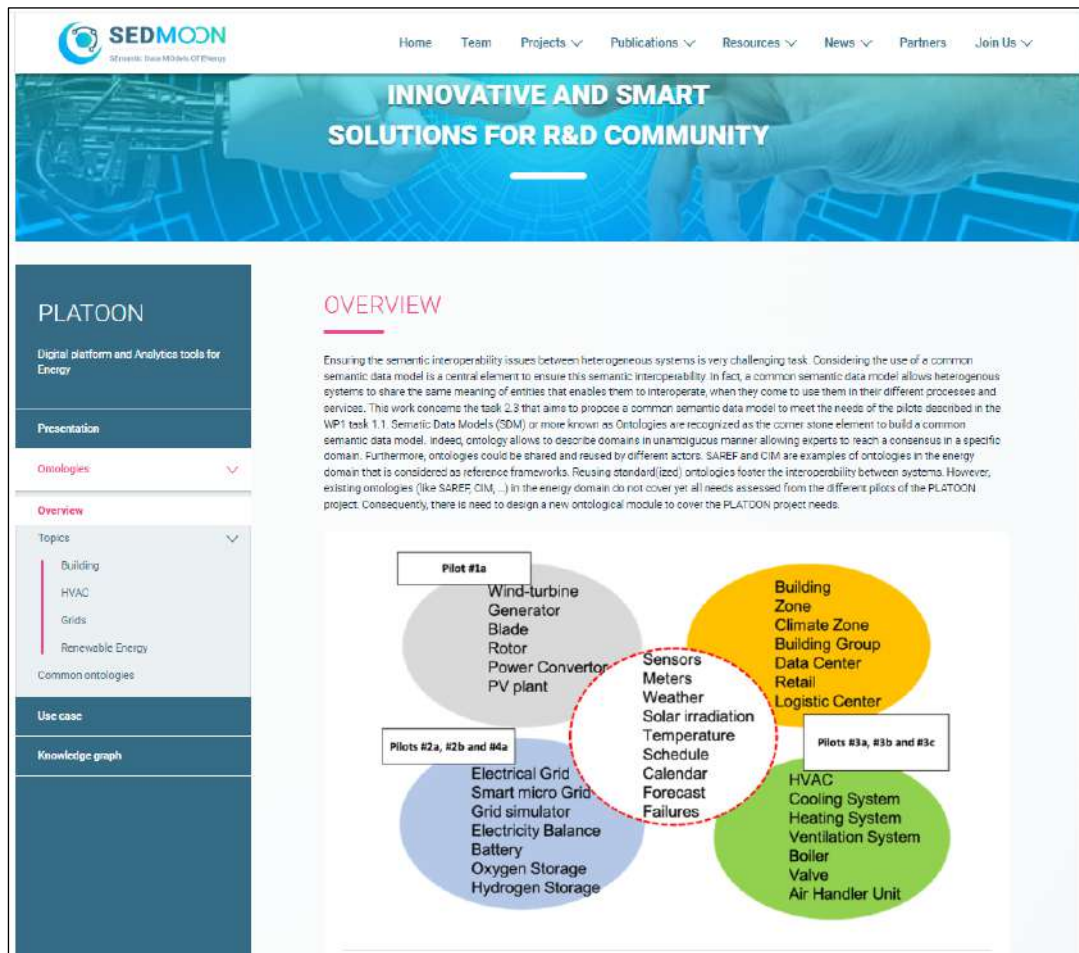 SEDMOON
SEmantic Data MOdels Of ENergy
Home Team Projects Publications Resources News Partners Join Us
INNOVATIVE AND SMART
SOLUTIONS FOR R&D COMMUNITY
PLATOON
Digital platform and Analytics tools for
Energy
Presentation
Ontologies
Overview
Topics
Building
HVAC
Grids
Renewable Energy
Common ontologies
Use case
Knowledge graph
OVERVIEW
Ensuring the semantic interoperability issues between heterogeneous systems is very challenging task. Considering the use of a common
semantic data model is a central element to ensure this semantic interoperability. In fact, a common semantic data model allows heterogenous
systems to share the same meaning of entities that enables them to interoperate, when they come to use them in their different processes and
services. This work concerns the task 2.3 that aims to propose a common semantic data model to meet the needs of the pilots described in the
WP1 task 1.1. Sematic Data Models (SDM) or more known as Ontologies are recognized as the corner stone element to build a common
semantic data model. Indeed, ontology allows to describe domains in unambiguous manner allowing experts to reach a consensus in a specific
domain. Furthermore, ontologies could be shared and reused by different actors. SAREF and CIM are examples of ontologies in the energy
domain that is considered as reference frameworks. Reusing standard(ized) ontologies foster the interoperability between systems. However,
existing ontologies (like SAREF, CIM, ...) in the energy domain do not cover yet all needs assessed from the different pilots of the PLATOON
project. Consequently, there is need to design a new ontological module to cover the PLATOON project needs.
Pilot #1a
Wind-turbine
Generator
Blade
Rotor
Power Convertor
PV plant
Building
Zone
Climate Zone
Building Group
Data Center
Retail
Logistic Center
Sensors
Meters
Weather
Solar irradiation
Temperature
Schedule
Calendar
Forecast
Failures
Pilots #2a, #2b and #4a
Electrical Grid
Smart micro Grid
Grid simulator
Electricity Balance
Battery
Oxygen Storage
Hydrogen Storage
Pilots #3a, #3b and #3c
HVAC
Cooling System
Heating System
Ventilation System
Boiler
Valve
Air Handler Unit